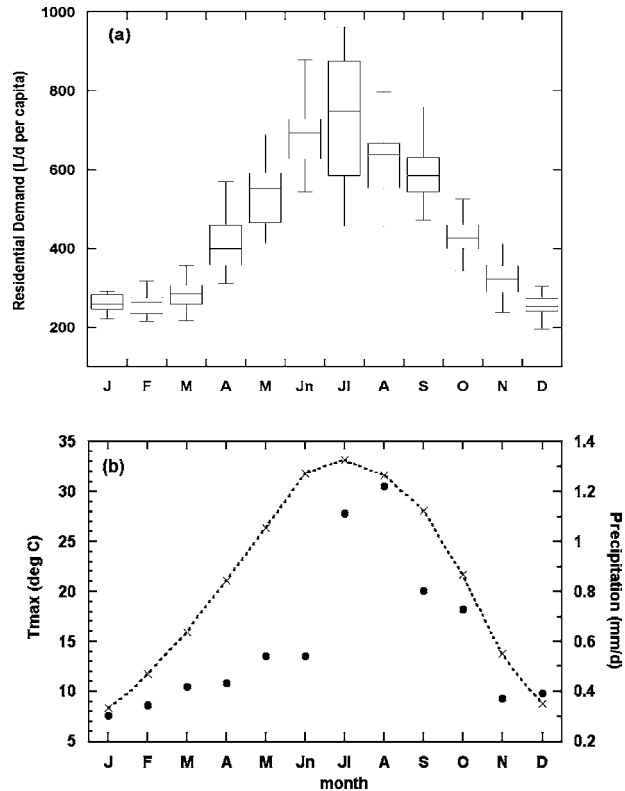 (a)
Residential Demand (L/d per capita)
1000
800
600
400
200
J F M A M Jn Jl A S O N D
(b)
Tmax (deg C)
35
30
25
20
15
10
5
1.4
1.2
1
0.8
0.6
0.4
0.2
Precipitation (mm/d)
J F M A M Jn Jl A S O N D
month